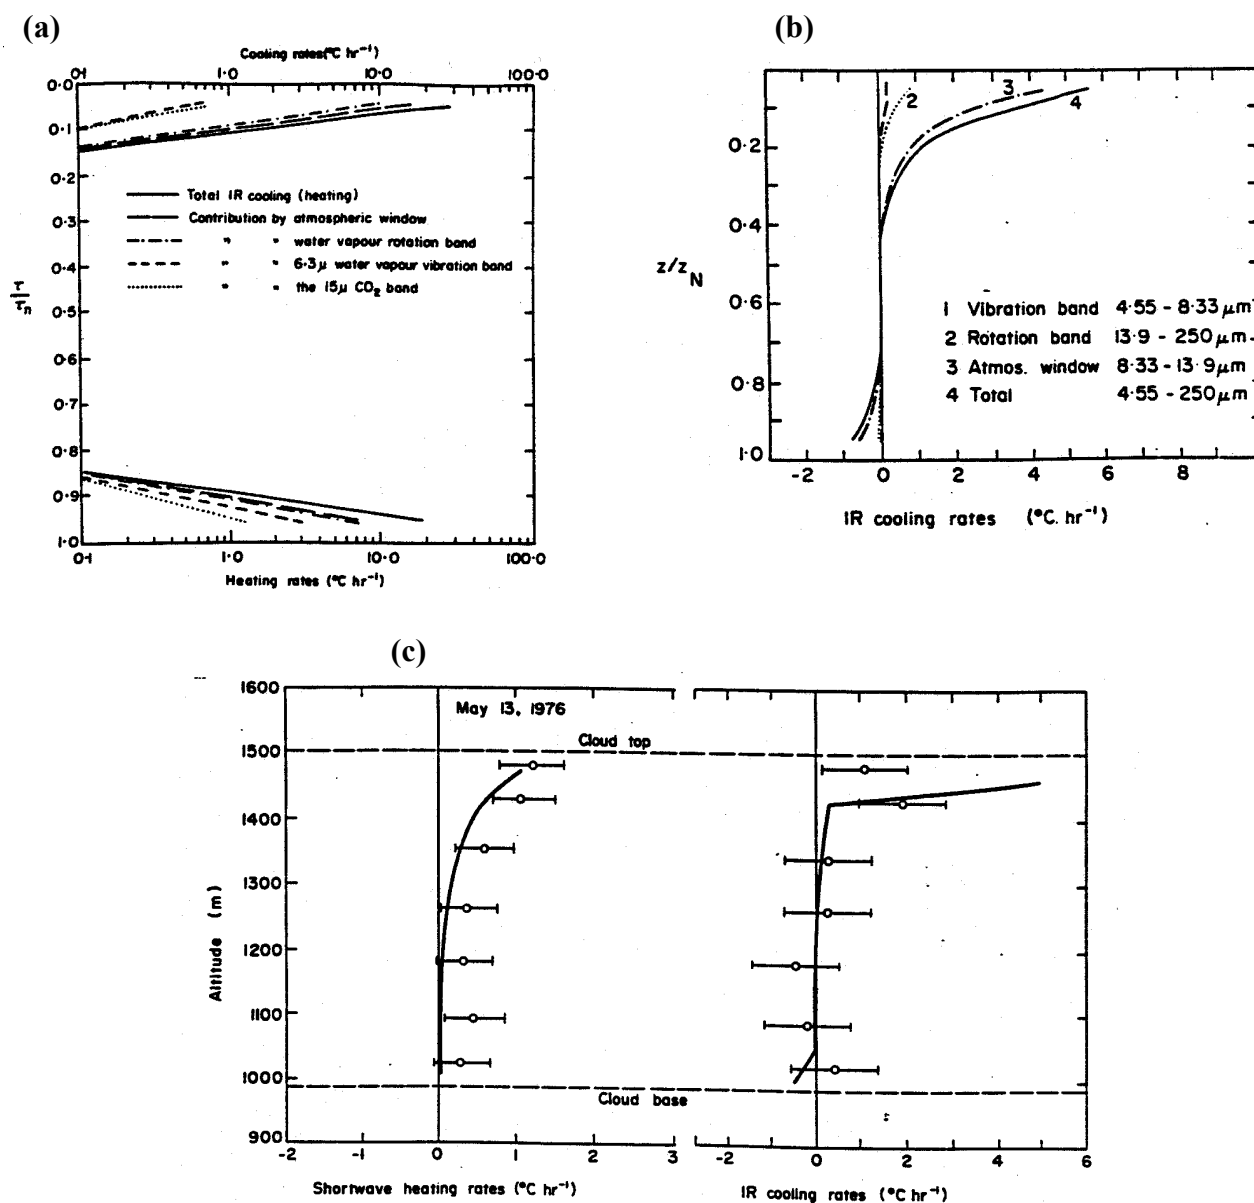 (a)
Cooling rates(°C hr⁻¹)
0·1 1·0 10·0 100·0
0·0
0·1
0·2
0·3
0·4
0·5
0·6
0·7
0·8
0·9
1·0
τ/τn
Total IR cooling (heating)
Contribution by atmospheric window
" " water vapour rotation band
" " 6·3μ water vapour vibration band
" " the 15μ CO₂ band
0·1 1·0 10·0 100·0
Heating rates (°C hr⁻¹)
(b)
1
2
3
4
0·2
0·4
0·6
0·8
1·0
z/zN
1 Vibration band 4·55 - 8·33 μm
2 Rotation band 13·9 - 250 μm
3 Atmos. window 8·33 - 13·9 μm
4 Total 4·55 - 250 μm
-2 0 2 4 6 8
IR cooling rates (°C. hr⁻¹)
(c)
May 13, 1976
Cloud top
Cloud base
1600
1500
1400
1300
1200
1100
1000
900
Altitude (m)
-2 -1 0 1 2 3
Shortwave heating rates (°C hr⁻¹)
-2 0 2 4 6
IR cooling rates (°C hr⁻¹)